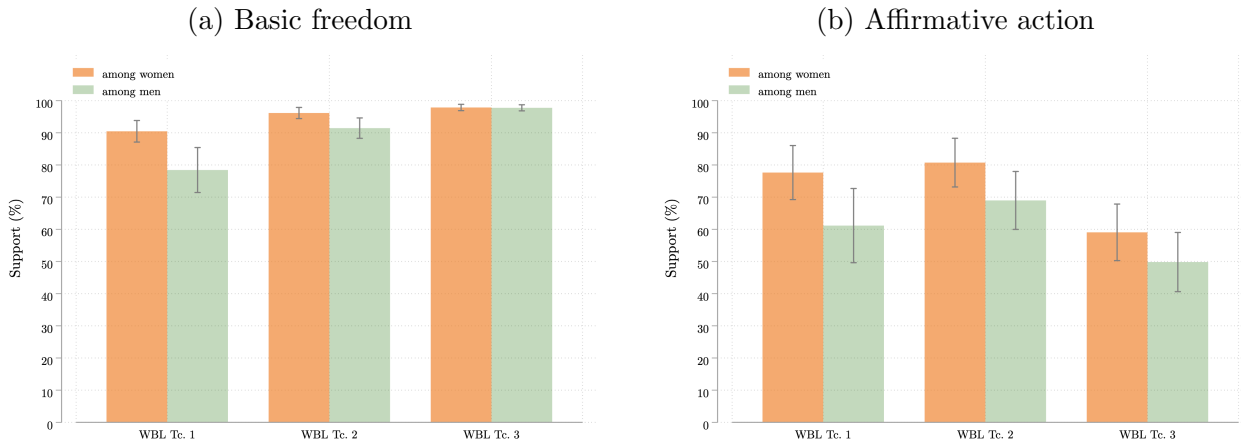 (a) Basic freedom
among women
among men
100
90
80
70
60
50
40
30
20
10
0
Support (%)
WBL Tc. 1
WBL Tc. 2
WBL Tc. 3
(b) Affirmative action
among women
among men
100
90
80
70
60
50
40
30
20
10
0
Support (%)
WBL Tc. 1
WBL Tc. 2
WBL Tc. 3